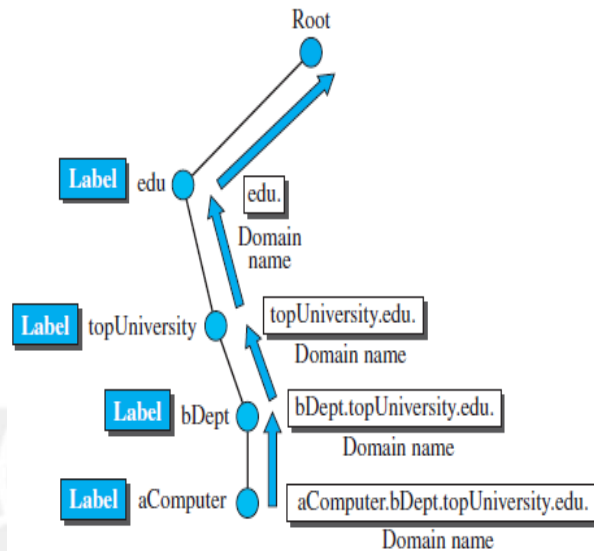 Root
Label edu
edu.
Domain
name
Label topUniversity
topUniversity.edu.
Domain name
Label bDept
bDept.topUniversity.edu.
Domain name
Label aComputer
aComputer.bDept.topUniversity.edu.
Domain name